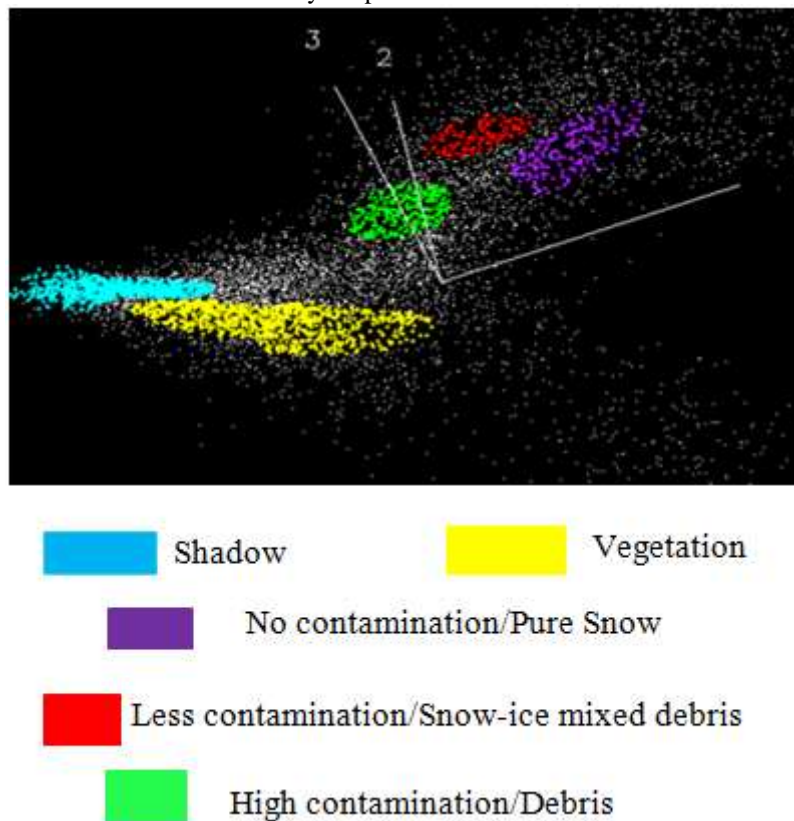 3
2
Shadow
Vegetation
No contamination/Pure Snow
Less contamination/Snow-ice mixed debris
High contamination/Debris